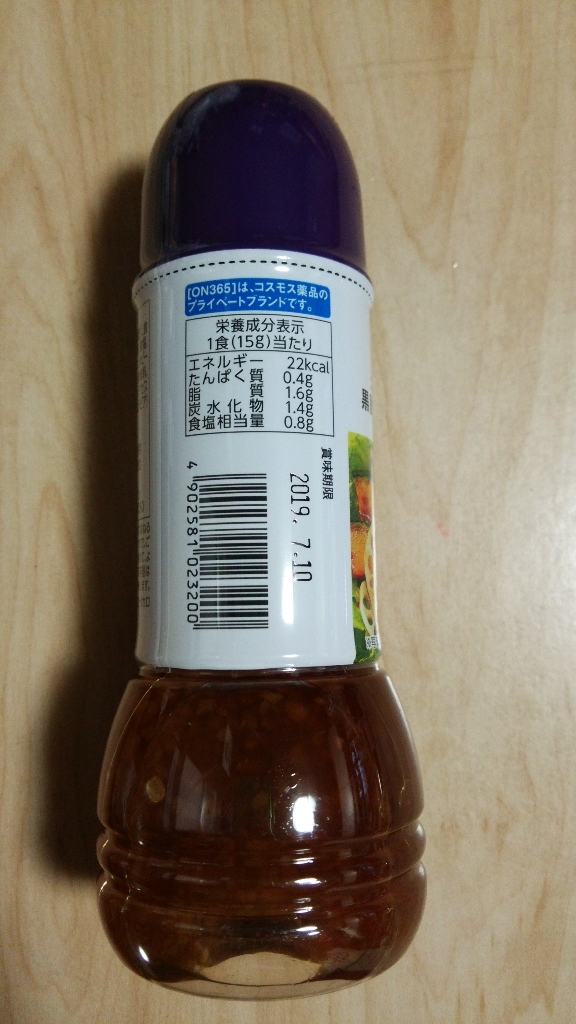 [ON365]は、コスモス薬品の
プライベートブランドです。
栄養成分表示
1食(15g)当たり
エネルギー 22kcal
たんぱく質 0.4g
脂質 1.6g
炭水化物 1.4g
食塩相当量 0.8g
賞味期限
2019. 7.10
4 902581 023200
黒